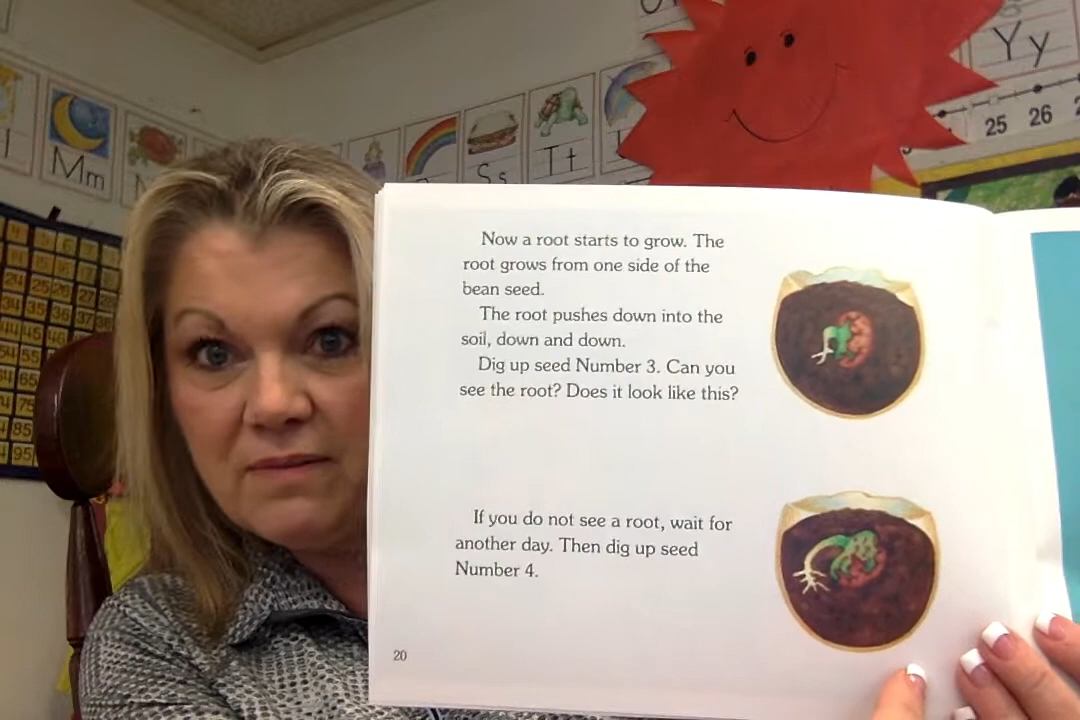 Mm
Ss
Tt
Yy
25 26
Now a root starts to grow. The
root grows from one side of the
bean seed.
The root pushes down into the
soil, down and down.
Dig up seed Number 3. Can you
see the root? Does it look like this?
If you do not see a root, wait for
another day. Then dig up seed
Number 4.
20